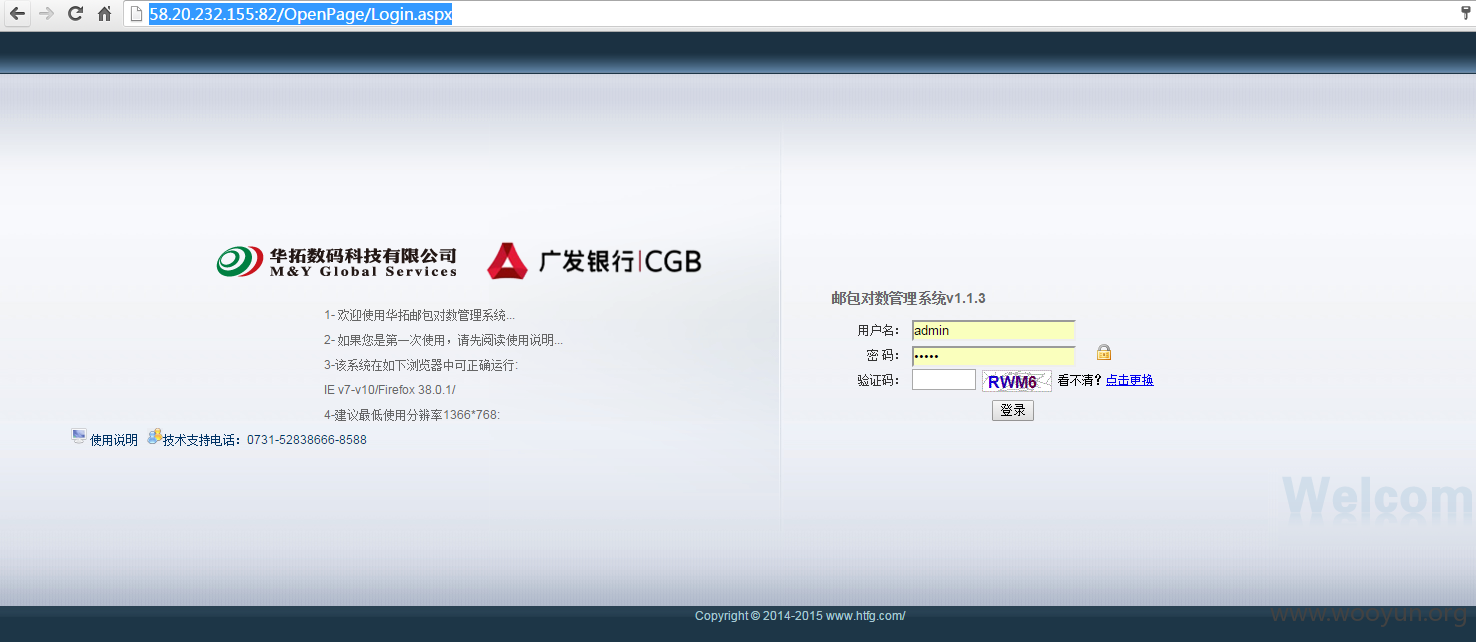 58.20.232.155:82/OpenPage/Login.aspx
华拓数码科技有限公司
M&Y Global Services
广发银行|CGB
1- 欢迎使用华拓邮包对数管理系统...
2- 如果您是第一次使用，请先阅读使用说明...
3-该系统在如下浏览器中可正确运行:
IE v7-v10/Firefox 38.0.1/
4-建议最低使用分辨率1366*768:
使用说明 技术支持电话：0731-52838666-8588
邮包对数管理系统v1.1.3
用户名： admin
密 码： •••••
验证码： RWM6 看不清？点击更换
登录
Welcom
Copyright © 2014-2015 www.htfg.com/
www.wooyun.org